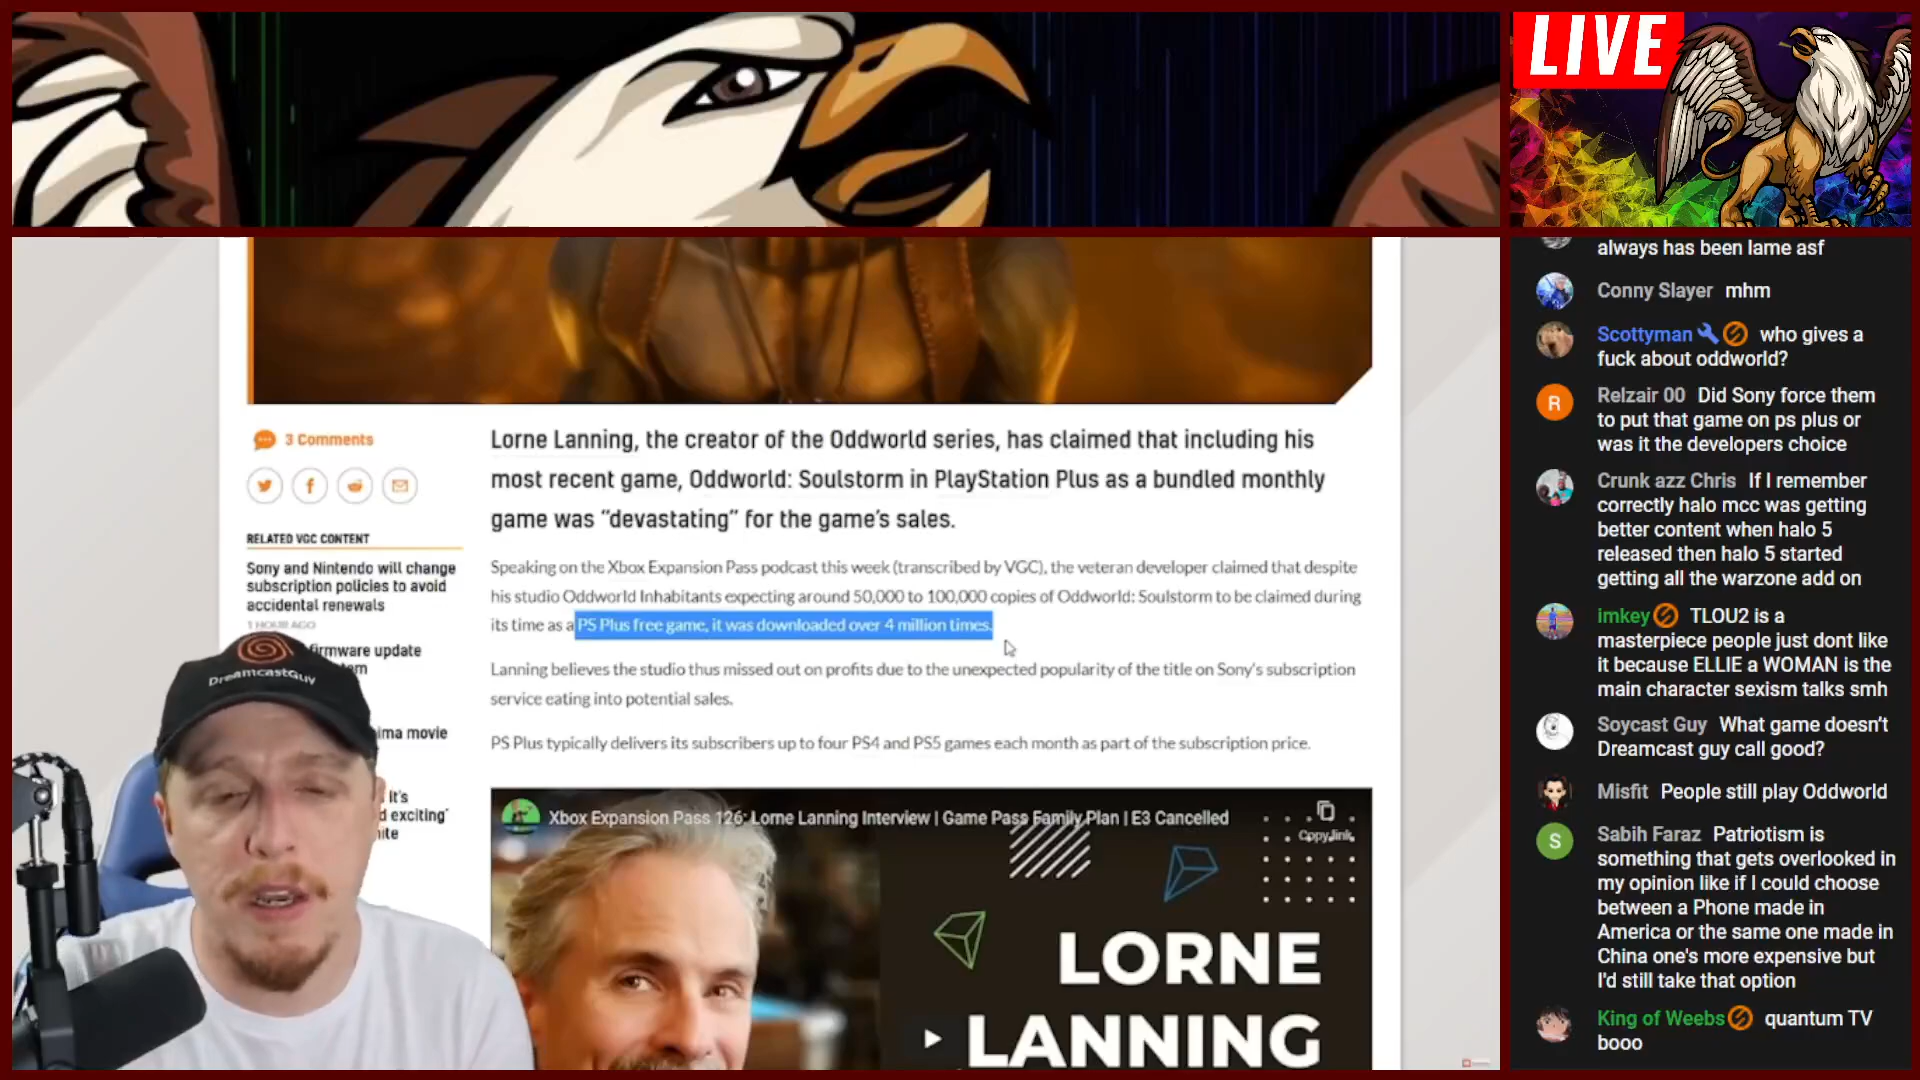 LIVE
always has been lame asf
Conny Slayer mhm
Scottyman who gives a
fuck about oddworld?
R
Relzair 00 Did Sony force them
to put that game on ps plus or
was it the developers choice
Crunk azz Chris If I remember
correctly halo mcc was getting
better content when halo 5
released then halo 5 started
getting all the warzone add on
imkey TLOU2 is a
masterpiece people just dont like
it because ELLIE a WOMAN is the
main character sexism talks smh
Soycast Guy What game doesn't
Dreamcast guy call good?
Misfit People still play Oddworld
S
Sabih Faraz Patriotism is
something that gets overlooked in
my opinion like if I could choose
between a Phone made in
America or the same one made in
China one's more expensive but
I'd still take that option
King of Weebs quantum TV
booo
3 Comments
RELATED VGC CONTENT
Sony and Nintendo will change
subscription policies to avoid
accidental renewals
1 HOUR AGO
firmware update
ima movie
It's
d exciting'
DreamcastGuy
Lorne Lanning, the creator of the Oddworld series, has claimed that including his
most recent game, Oddworld: Soulstorm in PlayStation Plus as a bundled monthly
game was “devastating” for the game's sales.
Speaking on the Xbox Expansion Pass podcast this week (transcribed by VGC), the veteran developer claimed that despite
his studio Oddworld Inhabitants expecting around 50,000 to 100,000 copies of Oddworld: Soulstorm to be claimed during
its time as a PS Plus free game, it was downloaded over 4 million times.
Lanning believes the studio thus missed out on profits due to the unexpected popularity of the title on Sony's subscription
service eating into potential sales.
PS Plus typically delivers its subscribers up to four PS4 and PS5 games each month as part of the subscription price.
Xbox Expansion Pass 126: Lorne Lanning Interview | Game Pass Family Plan | E3 Cancelled
Copy link
LORNE
LANNING